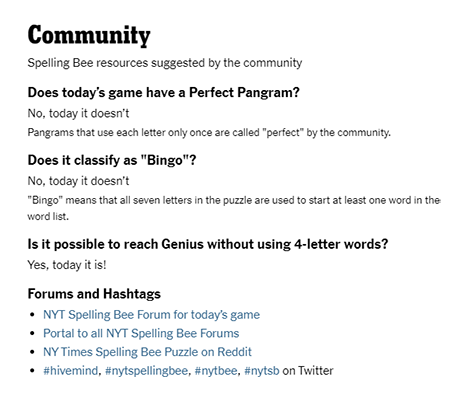 Community
Spelling Bee resources suggested by the community
Does today's game have a Perfect Pangram?
No, today it doesn't
Pangrams that use each letter only once are called "perfect" by the community.
Does it classify as "Bingo"?
No, today it doesn't
"Bingo" means that all seven letters in the puzzle are used to start at least one word in the
word list.
Is it possible to reach Genius without using 4-letter words?
Yes, today it is!
Forums and Hashtags
• NYT Spelling Bee Forum for today's game
• Portal to all NYT Spelling Bee Forums
• NY Times Spelling Bee Puzzle on Reddit
• #hivemind, #nytspellingbee, #nytbee, #nytsb on Twitter